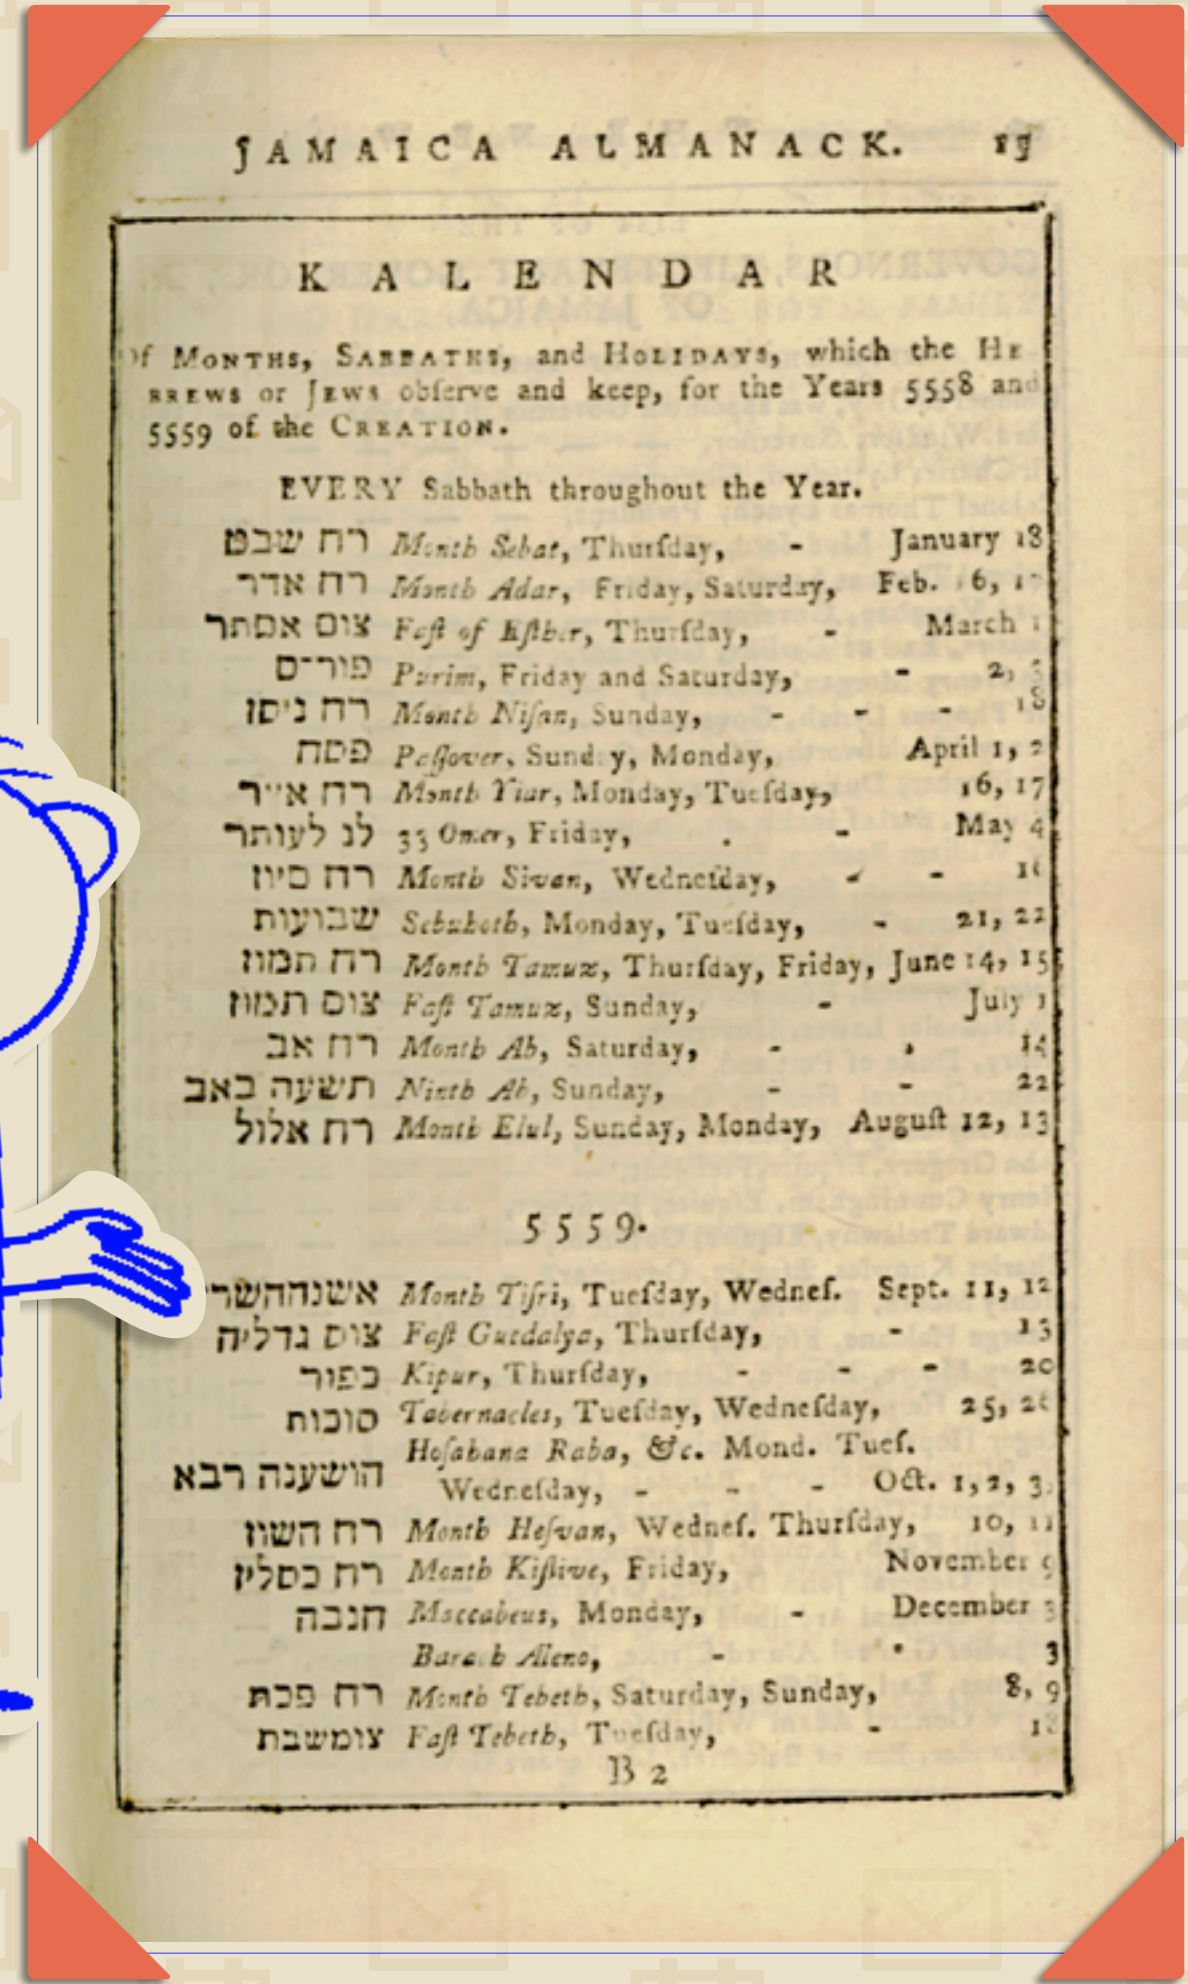 JAMAICA ALMANACK. 19
KALENDAR
Of MONTHS, SABBATHS, and HOLIDAYS, which the HE
BREWS or JEWS obſerve and keep, for the Years 5558 and
5559 of the CREATION.
EVERY Sabbath throughout the Year.
רח שבט Month Sebat, Thurſday, - January 18
רח אדר Month Adar, Friday, Saturday, Feb. 16, 17
צום אסתר Faſt of Eſther, Thurſday, - March 1
פורים Purim, Friday and Saturday, - 2, 3
רח ניסן Month Niſan, Sunday, - - - 18
פסח Paſſover, Sunday, Monday, April 1, 2
רח אייר Month Yiar, Monday, Tueſday, 16, 17
לג לעותר 33 Omer, Friday, . - May 4
רח סיון Month Sivan, Wedneſday, - - 16
שבועות Sebuhoth, Monday, Tueſday, - 21, 22
רח תמוז Month Tamuz, Thurſday, Friday, June 14, 15
צום תמוז Faſt Tamuz, Sunday, - July 1
רח אב Month Ab, Saturday, - . 14
תשעה באב Ninth Ab, Sunday, - - 22
רח אלול Month Elul, Sunday, Monday, Auguſt 12, 13
5559.
Month Tiſri, Tueſday, Wedneſ. Sept. 11, 12
צום גדליה Faſt Guedalya, Thurſday, - 13
כפור Kipur, Thurſday, - - - 20
סוכות Tabernacles, Tueſday, Wedneſday, 25, 26
Hoſabana Raba, &c. Mond. Tueſ.
הושענה רבא Wedneſday, - - - Oct. 1, 2, 3,
רח השון Month Heſvan, Wedneſ. Thurſday, 10, 11
רח כסליו Month Kiſlive, Friday, November 9
חנכה Maccabeus, Monday, - December 3
Barach Aleno, - . 3
רח Month Tebeth, Saturday, Sunday, 8, 9
צומשבת Faſt Tebeth, Tueſday, - 18
B 2